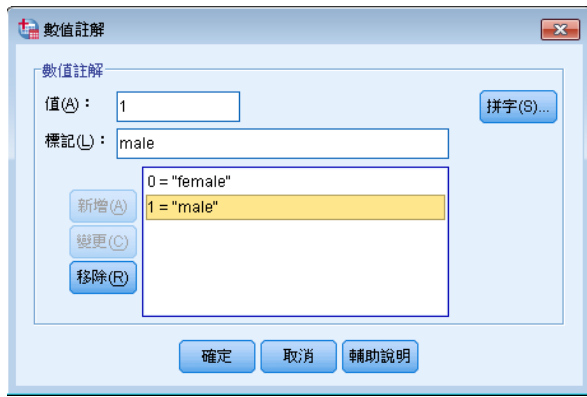 數值註解
數值註解
值(A)： 1 拼字(S)...
標記(L)： male
0 = "female"
新增(A) 1 = "male"
變更(C)
移除(R)
確定 取消 輔助說明